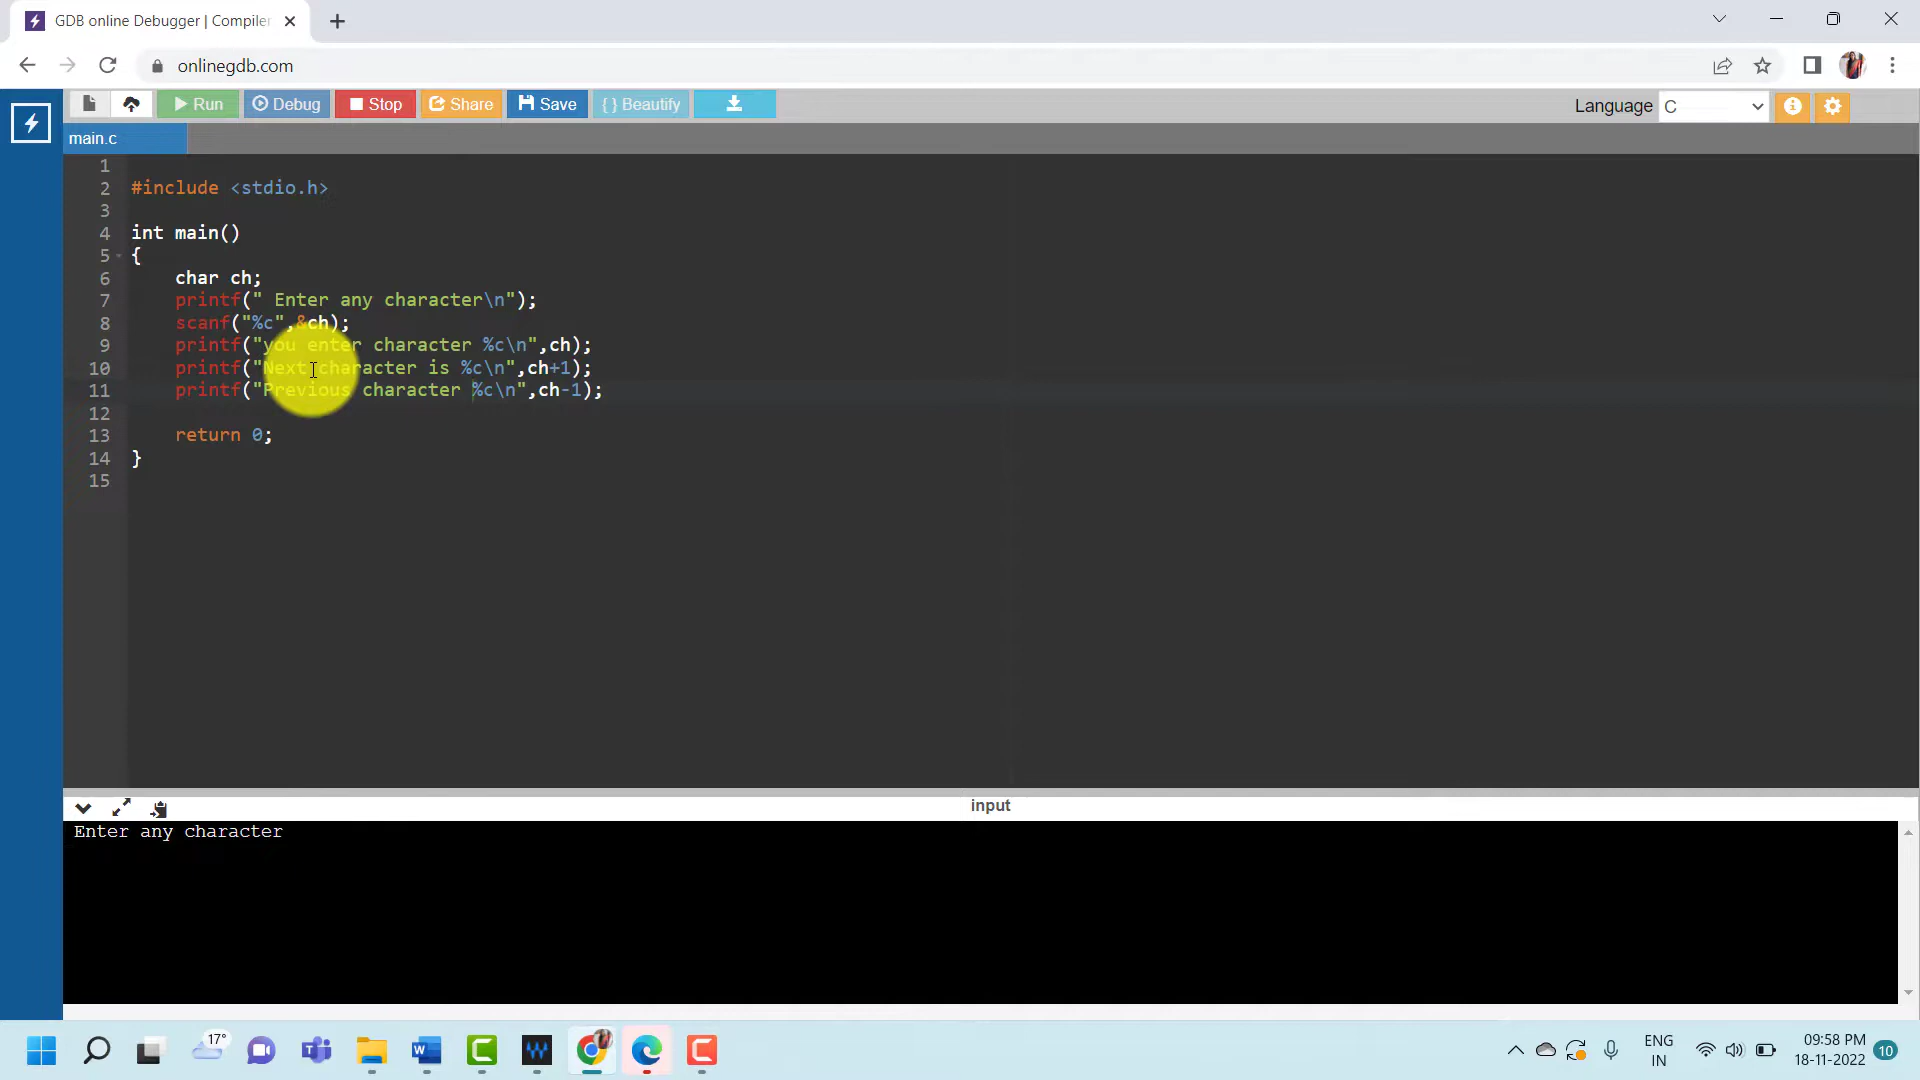 GDB online Debugger | Compiler
onlinegdb.com
Run
Debug
Stop
Share
Save
{ } Beautify
Language
C
main.c
1
2 #include <stdio.h>
3
4 int main()
5 {
6 char ch;
7 printf(" Enter any character\n");
8 scanf("%c",&ch);
9 printf("you enter character %c\n",ch);
10 printf("Next character is %c\n",ch+1);
11 printf("Previous character %c\n",ch-1);
12
13 return 0;
14 }
15
input
Enter any character
17°
ENG
IN
09:58 PM
18-11-2022
10